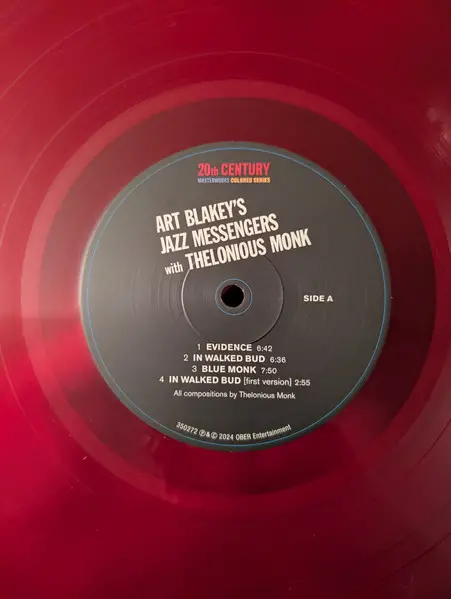 20th CENTURY
MASTERWORKS COLORED SERIES
ART BLAKEY'S
JAZZ MESSENGERS
with THELONIOUS MONK
SIDE A
1 EVIDENCE 6:42
2 IN WALKED BUD 6:36
3 BLUE MONK 7:50
4 IN WALKED BUD [first version] 2:55
All compositions by Thelonious Monk
350272 ℗&© 2024 OBER Entertainment